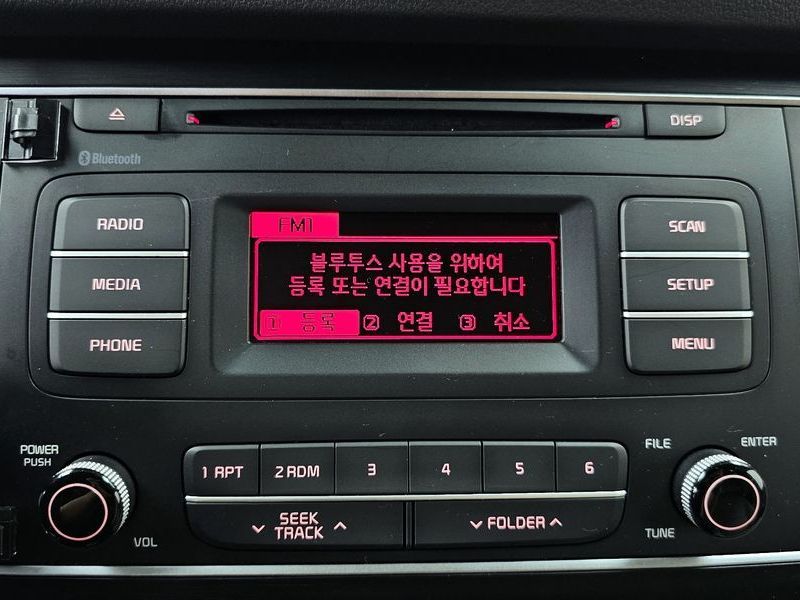 DISP
Bluetooth
RADIO
MEDIA
PHONE
FM1
블루투스 사용을 위하여
등록 또는 연결이 필요합니다
1 등록 2 연결 3 취소
SCAN
SETUP
MENU
POWER
PUSH
VOL
1 RPT
2 RDM
3
4
5
6
SEEK
TRACK
FOLDER
FILE
ENTER
TUNE